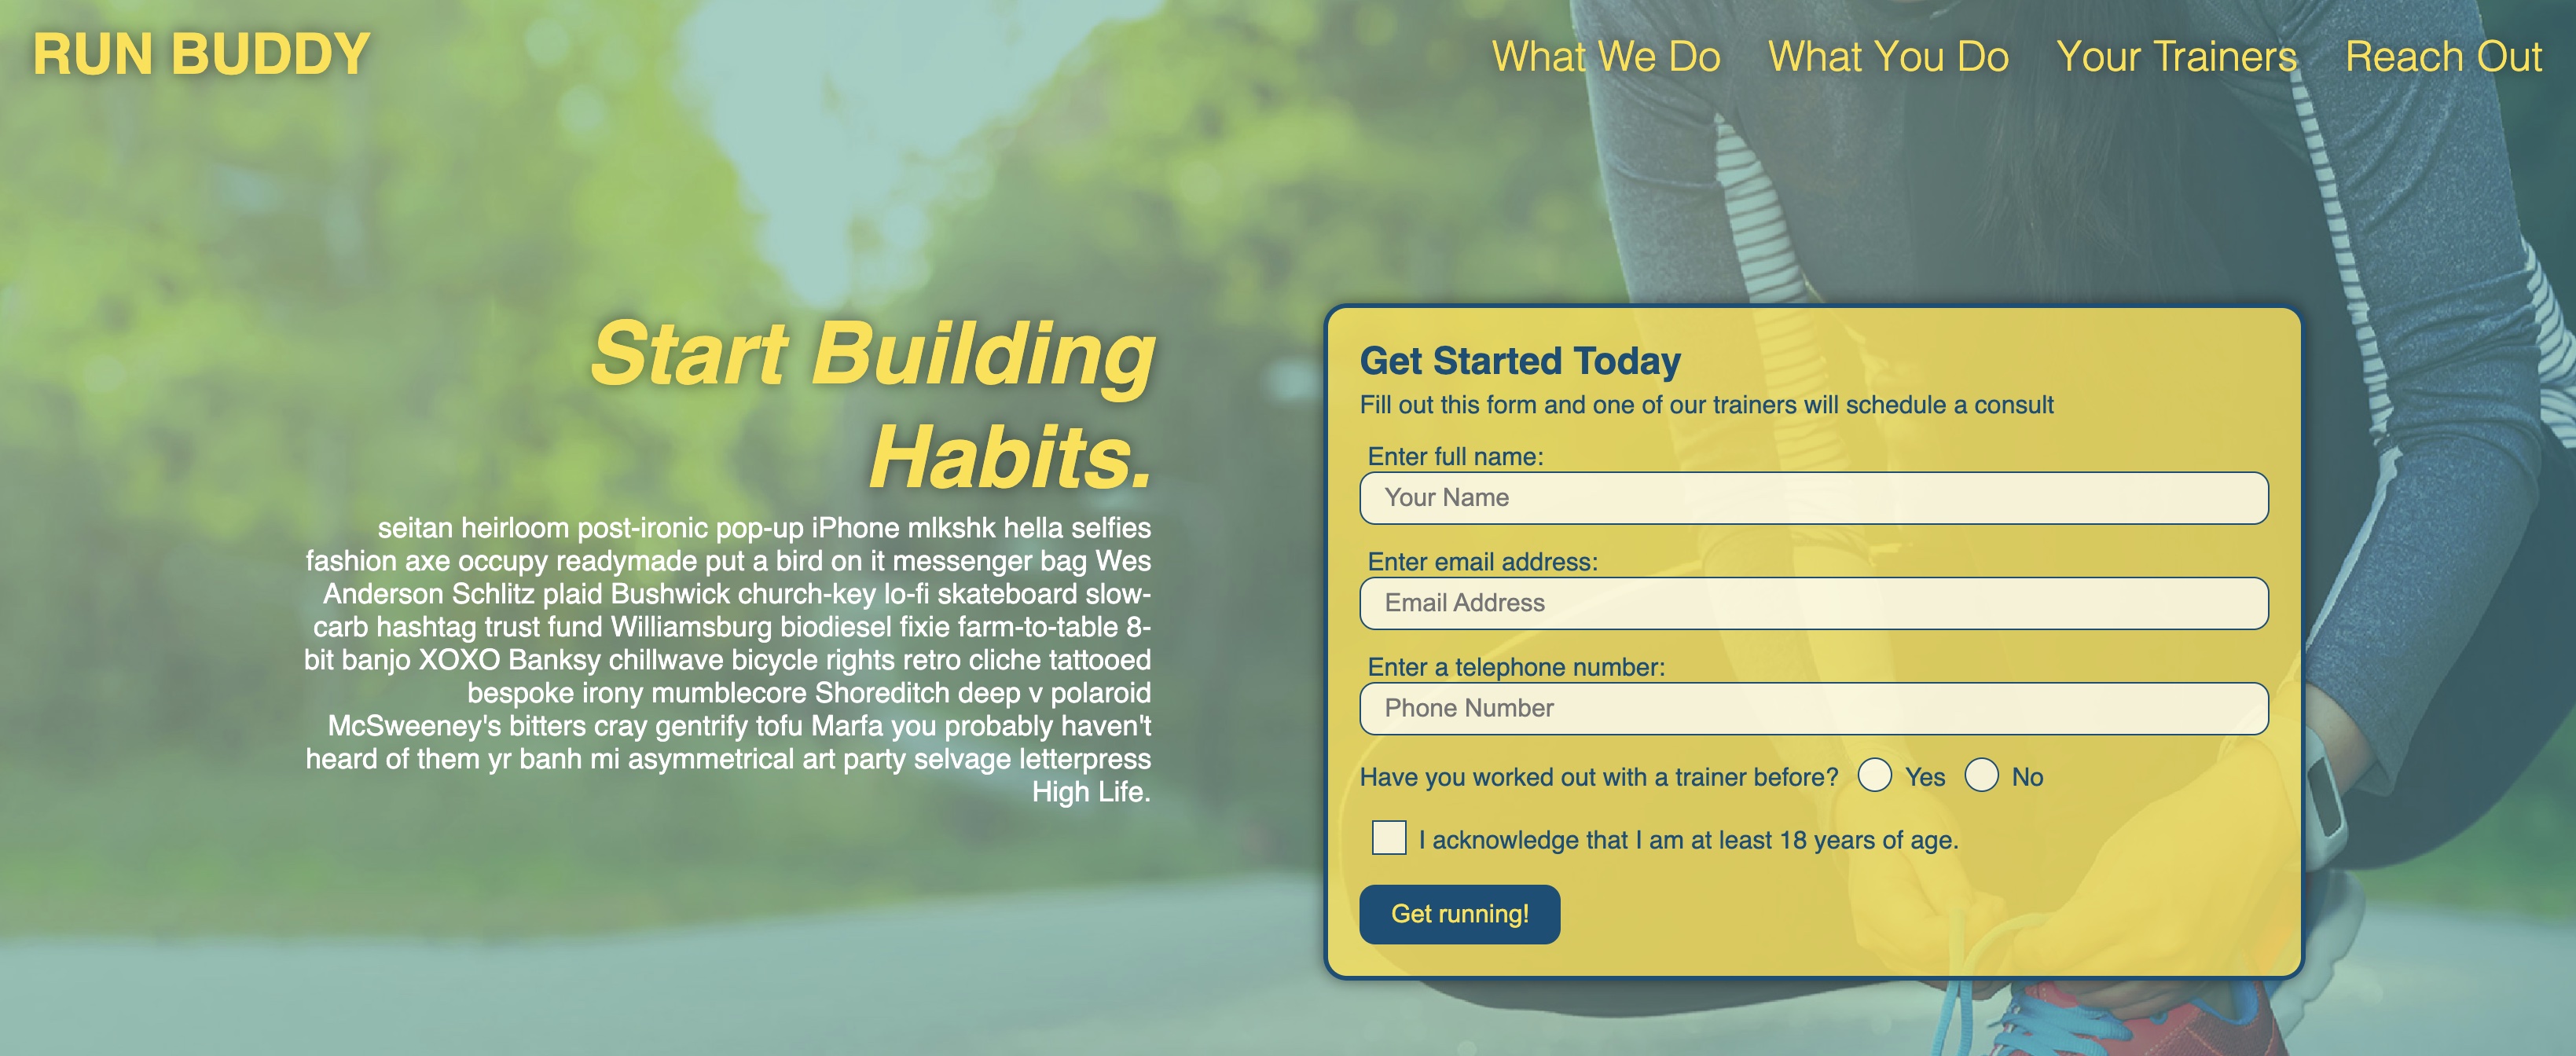 RUN BUDDY
What We Do What You Do Your Trainers Reach Out
Start Building
Habits.
seitan heirloom post-ironic pop-up iPhone mlkshk hella selfies
fashion axe occupy readymade put a bird on it messenger bag Wes
Anderson Schlitz plaid Bushwick church-key lo-fi skateboard slow-
carb hashtag trust fund Williamsburg biodiesel fixie farm-to-table 8-
bit banjo XOXO Banksy chillwave bicycle rights retro cliche tattooed
bespoke irony mumblecore Shoreditch deep v polaroid
McSweeney's bitters cray gentrify tofu Marfa you probably haven't
heard of them yr banh mi asymmetrical art party selvage letterpress
High Life.
Get Started Today
Fill out this form and one of our trainers will schedule a consult
Enter full name:
Your Name
Enter email address:
Email Address
Enter a telephone number:
Phone Number
Have you worked out with a trainer before? Yes No
I acknowledge that I am at least 18 years of age.
Get running!